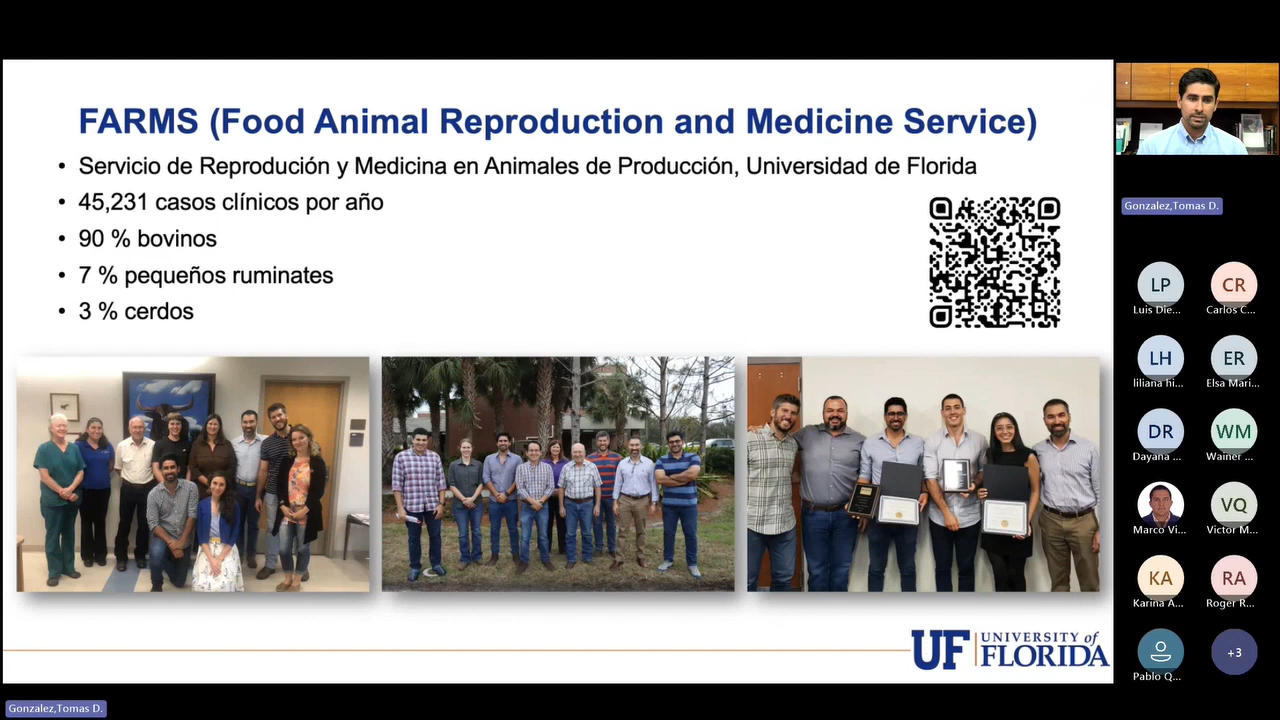 FARMS (Food Animal Reproduction and Medicine Service)
• Servicio de Reprodución y Medicina en Animales de Producción, Universidad de Florida
• 45,231 casos clínicos por año
• 90 % bovinos
• 7 % pequeños ruminates
• 3 % cerdos
UF UNIVERSITY of FLORIDA
Gonzalez,Tomas D.
Gonzalez,Tomas D.
LP
Luis Die...
CR
Carlos C...
LH
liliana hi...
ER
Elsa Mari...
DR
Dayana ...
WM
Wainer ...
Marco Vi...
VQ
Victor M...
KA
Karina A...
RA
Roger R...
Pablo Q...
+3